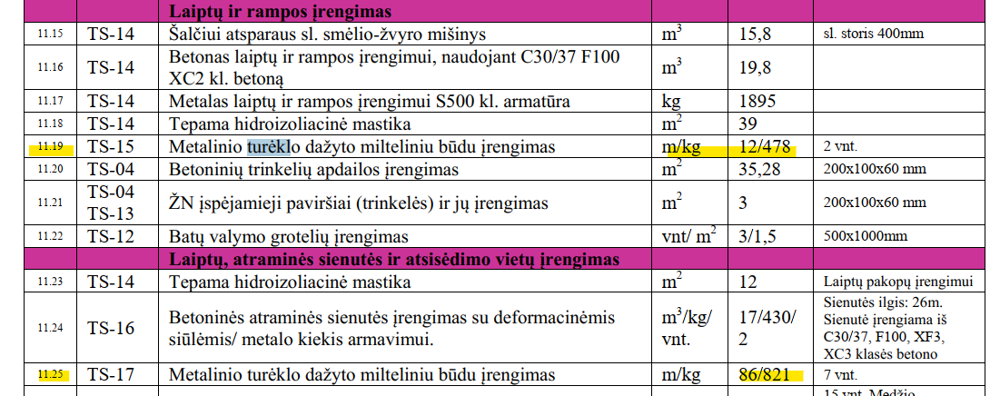 Laiptų ir rampos įrengimas
11.15 TS-14 Šalčiui atsparaus sl. smėlio-žvyro mišinys m³ 15,8 sl. storis 400mm
11.16 TS-14 Betonas laiptų ir rampos įrengimui, naudojant C30/37 F100
XC2 kl. betoną m³ 19,8
11.17 TS-14 Metalas laiptų ir rampos įrengimui S500 kl. armatūra kg 1895
11.18 TS-14 Tepama hidroizoliacinė mastika m² 39
11.19 TS-15 Metalinio turėklo dažyto milteliniu būdu įrengimas m/kg 12/478 2 vnt.
11.20 TS-04 Betoninių trinkelių apdailos įrengimas m² 35,28 200x100x60 mm
11.21 TS-04
TS-13 ŽN įspėjamieji paviršiai (trinkelės) ir jų įrengimas m² 3 200x100x60 mm
11.22 TS-12 Batų valymo grotelių įrengimas vnt/ m² 3/1,5 500x1000mm
Laiptų, atraminės sienutės ir atsisėdimo vietų įrengimas
11.23 TS-14 Tepama hidroizoliacinė mastika m² 12 Laiptų pakopų įrengimui
11.24 TS-16 Betoninės atraminės sienutės įrengimas su deformacinėmis
siūlėmis/ metalo kiekis armavimui. m³/kg/
vnt. 17/430/
2 Sienutės ilgis: 26m.
Sienutė įrengiama iš
C30/37, F100, XF3,
XC3 klasės betono
11.25 TS-17 Metalinio turėklo dažyto milteliniu būdu įrengimas m/kg 86/821 7 vnt.
15 vnt. Medžio